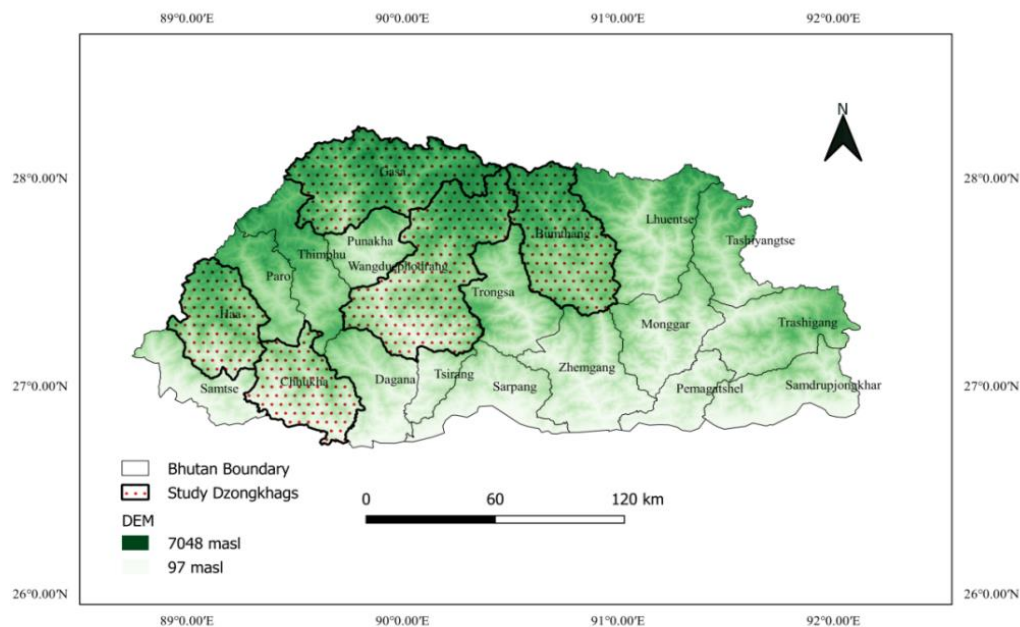 89°0.00'E 90°0.00'E 91°0.00'E 92°0.00'E
N
28°0.00'N 28°0.00'N
Gasa
Lhuentse
Punakha
Bumthang
Tashiyangtse
Thimphu
Wangduephodrang
Paro
Trongsa
Haa
Monggar
Trashigang
Zhemgang
27°0.00'N 27°0.00'N
Samtse
Chhukha
Dagana
Tsirang
Sarpang
Pemagatshel
Samdrupjongkhar
Bhutan Boundary
Study Dzongkhags
DEM
7048 masl
97 masl
0 60 120 km
26°0.00'N 26°0.00'N
89°0.00'E 90°0.00'E 91°0.00'E 92°0.00'E